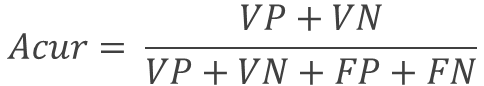 Acur = (VP + VN) / (VP + VN + FP + FN)